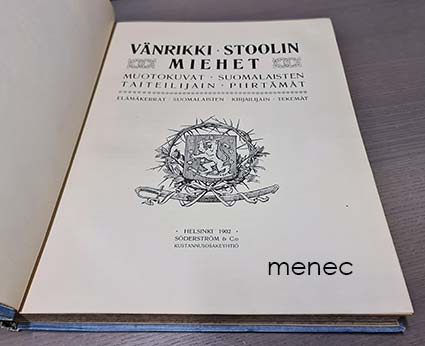 VÄNRIKKI · STOOLIN
MIEHET
MUOTOKUVAT · SUOMALAISTEN
TAITEILIJAIN · PIIRTÄMÄT
ELÄMÄKERRAT · SUOMALAISTEN · KIRJAILIJAIN · TEKEMÄT
· HELSINKI 1902 ·
SÖDERSTRÖM & C:o
KUSTANNUSOSAKEYHTIÖ
menec